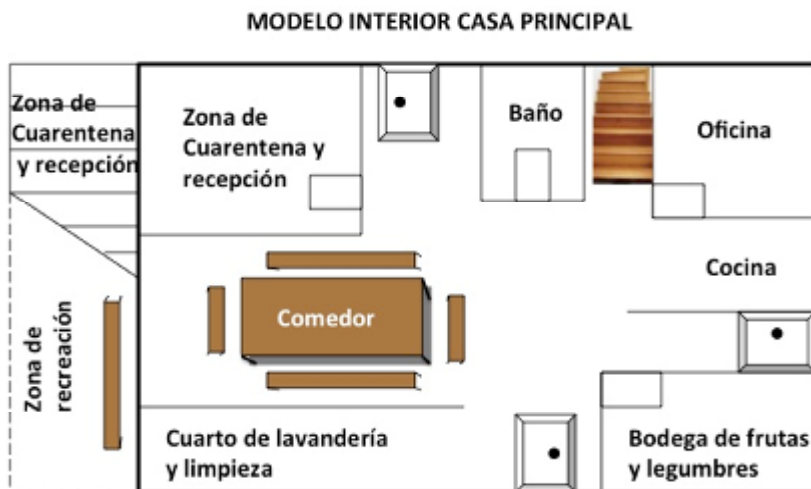 MODELO INTERIOR CASA PRINCIPAL
Zona de
Cuarentena
y recepción
Zona de
Cuarentena y
recepción
Baño
Oficina
Cocina
Comedor
Zona de
recreación
Cuarto de lavandería
y limpieza
Bodega de frutas
y legumbres